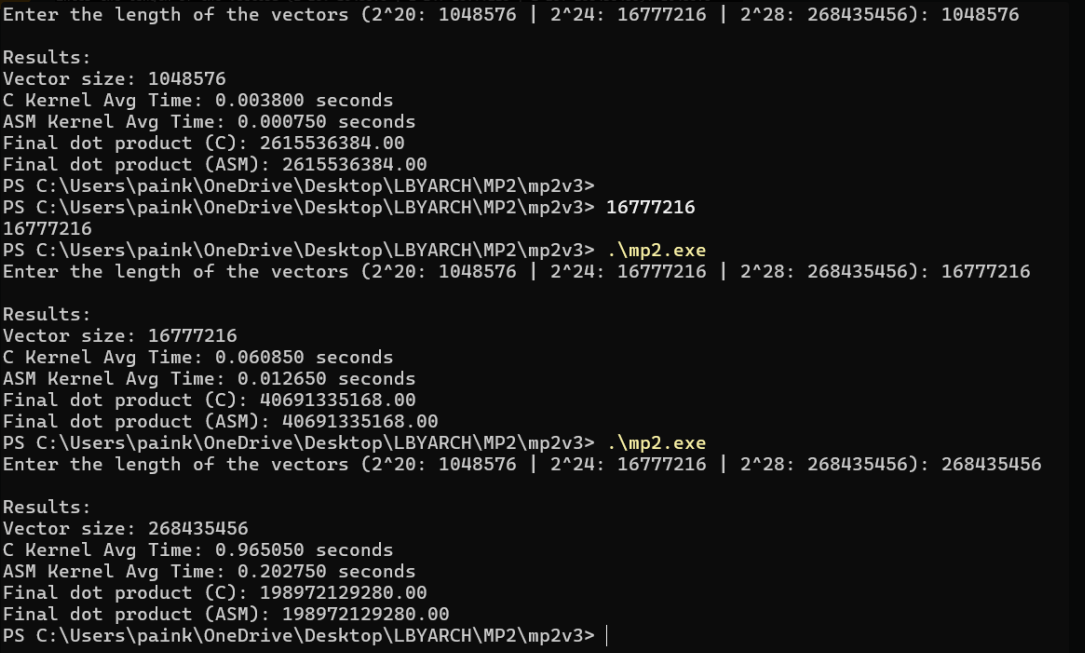 Enter the length of the vectors (2^20: 1048576 | 2^24: 16777216 | 2^28: 268435456): 1048576

Results:
Vector size: 1048576
C Kernel Avg Time: 0.003800 seconds
ASM Kernel Avg Time: 0.000750 seconds
Final dot product (C): 2615536384.00
Final dot product (ASM): 2615536384.00
PS C:\Users\paink\OneDrive\Desktop\LBYARCH\MP2\mp2v3>
PS C:\Users\paink\OneDrive\Desktop\LBYARCH\MP2\mp2v3> 16777216
16777216
PS C:\Users\paink\OneDrive\Desktop\LBYARCH\MP2\mp2v3> .\mp2.exe
Enter the length of the vectors (2^20: 1048576 | 2^24: 16777216 | 2^28: 268435456): 16777216

Results:
Vector size: 16777216
C Kernel Avg Time: 0.060850 seconds
ASM Kernel Avg Time: 0.012650 seconds
Final dot product (C): 40691335168.00
Final dot product (ASM): 40691335168.00
PS C:\Users\paink\OneDrive\Desktop\LBYARCH\MP2\mp2v3> .\mp2.exe
Enter the length of the vectors (2^20: 1048576 | 2^24: 16777216 | 2^28: 268435456): 268435456

Results:
Vector size: 268435456
C Kernel Avg Time: 0.965050 seconds
ASM Kernel Avg Time: 0.202750 seconds
Final dot product (C): 198972129280.00
Final dot product (ASM): 198972129280.00
PS C:\Users\paink\OneDrive\Desktop\LBYARCH\MP2\mp2v3>